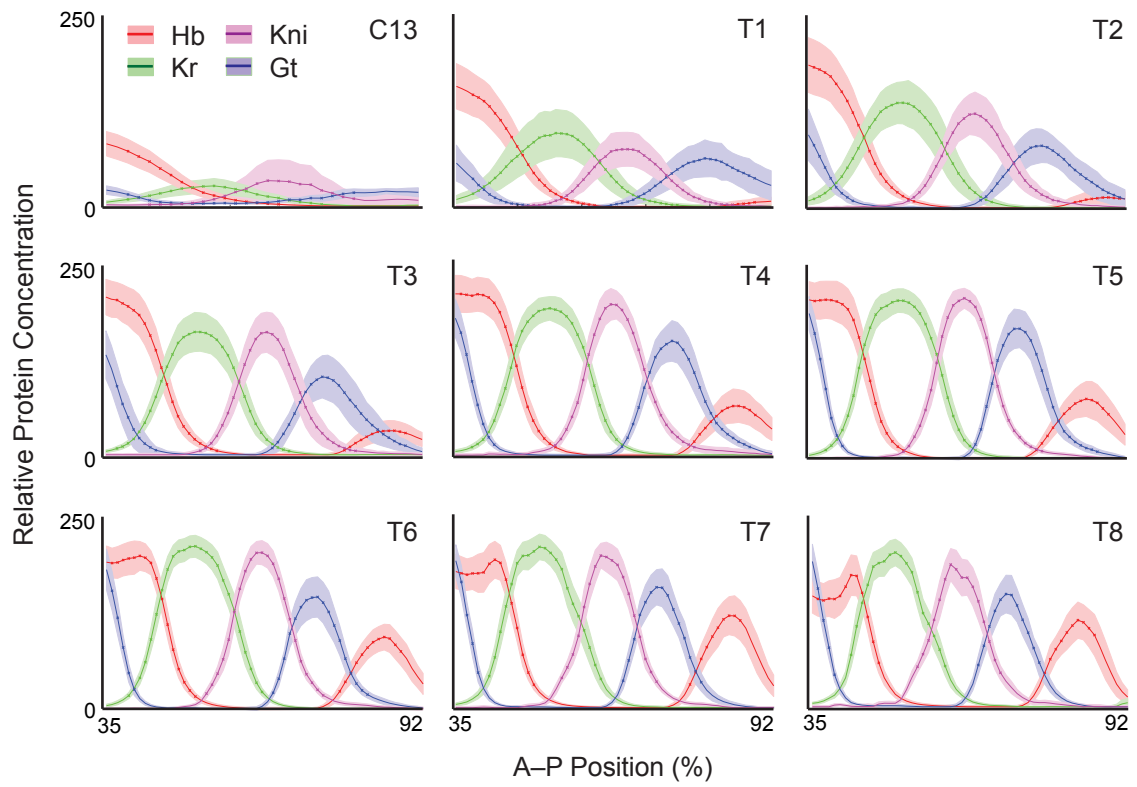 250 Hb Kni C13 T1 T2
Kr Gt
0
250 T3 T4 T5
0
250 T6 T7 T8
0
35 35 92 35 92
A–P Position (%)
Relative Protein Concentration